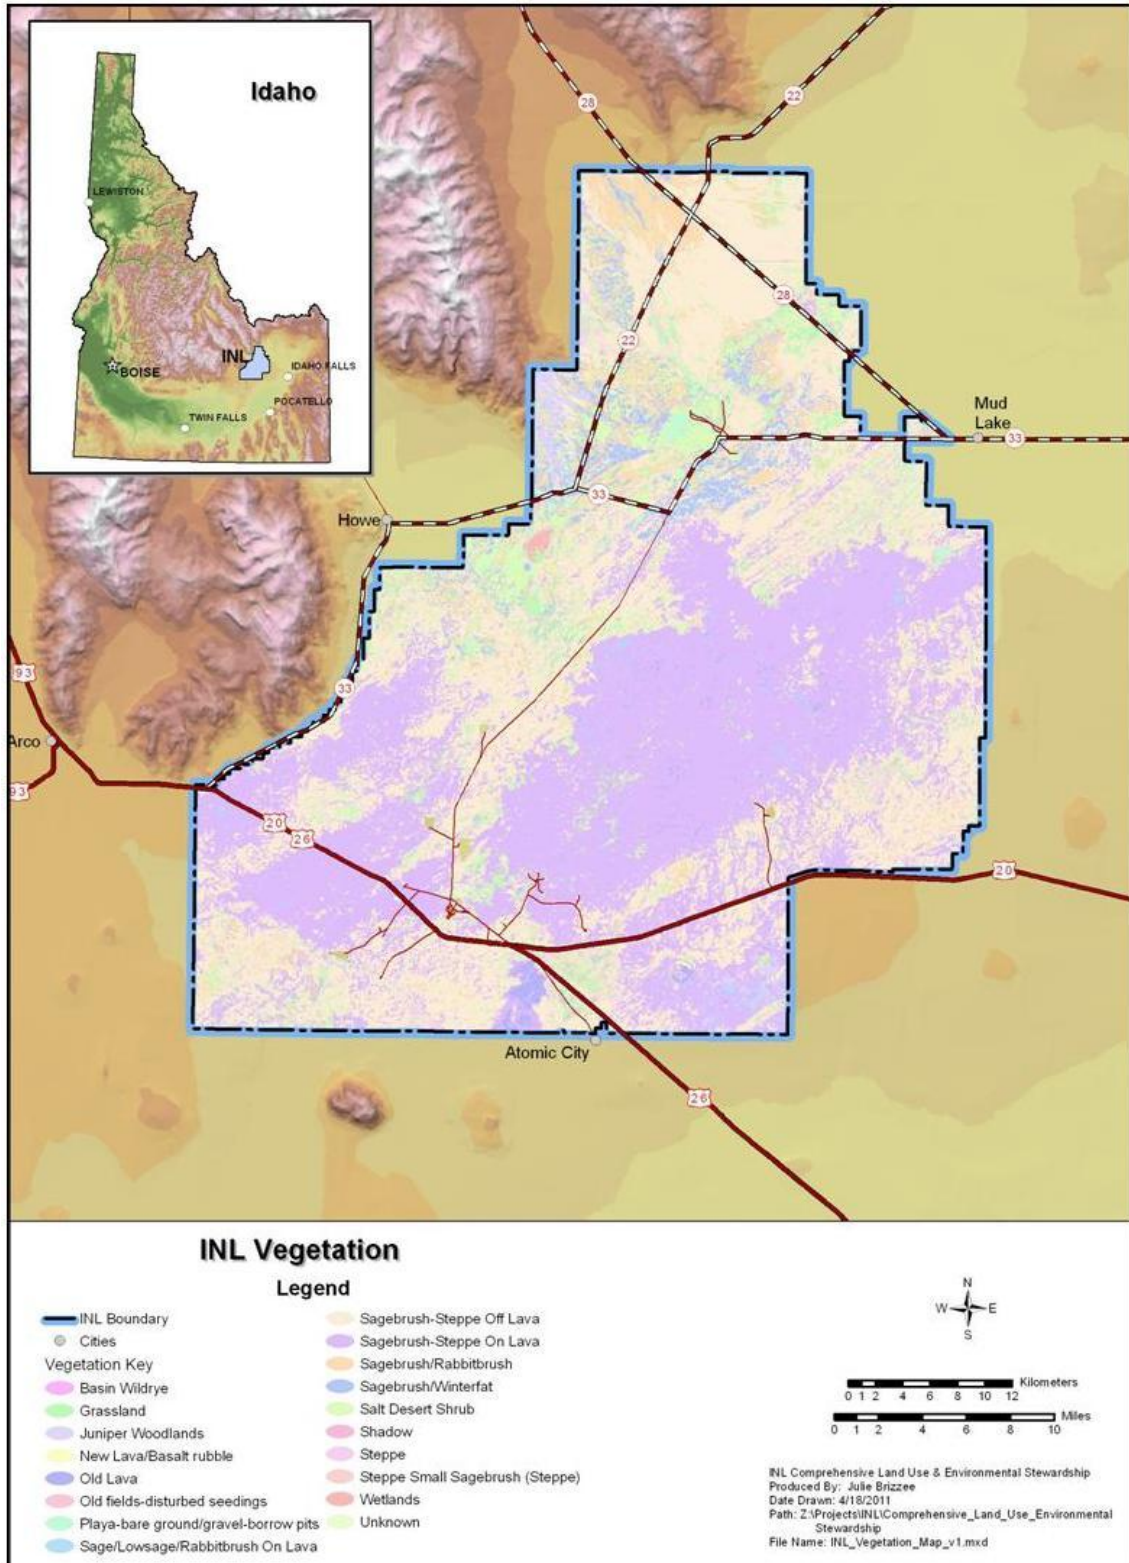 Idaho
LEWISTON
BOISE
INL
IDAHO FALLS
POCATELLO
TWIN FALLS
28
22
28
22
Mud
Lake
33
33
Howe
33
93
Arco
93
20
26
20
Atomic City
26
INL Vegetation
Legend
INL Boundary
Cities
Vegetation Key
Basin Wildrye
Grassland
Juniper Woodlands
New Lava/Basalt rubble
Old Lava
Old fields-disturbed seedings
Playa-bare ground/gravel-borrow pits
Sage/Lowsage/Rabbitbrush On Lava
Sagebrush-Steppe Off Lava
Sagebrush-Steppe On Lava
Sagebrush/Rabbitbrush
Sagebrush/Winterfat
Salt Desert Shrub
Shadow
Steppe
Steppe Small Sagebrush (Steppe)
Wetlands
Unknown
N
W E
S
Kilometers
0 1 2 4 6 8 10 12
Miles
0 1 2 4 6 8 10
INL Comprehensive Land Use & Environmental Stewardship
Produced By: Julie Brizzee
Date Drawn: 4/18/2011
Path: Z:\Projects\INL\Comprehensive_Land_Use_Environmental
Stewardship
File Name: INL_Vegetation_Map_v1.mxd